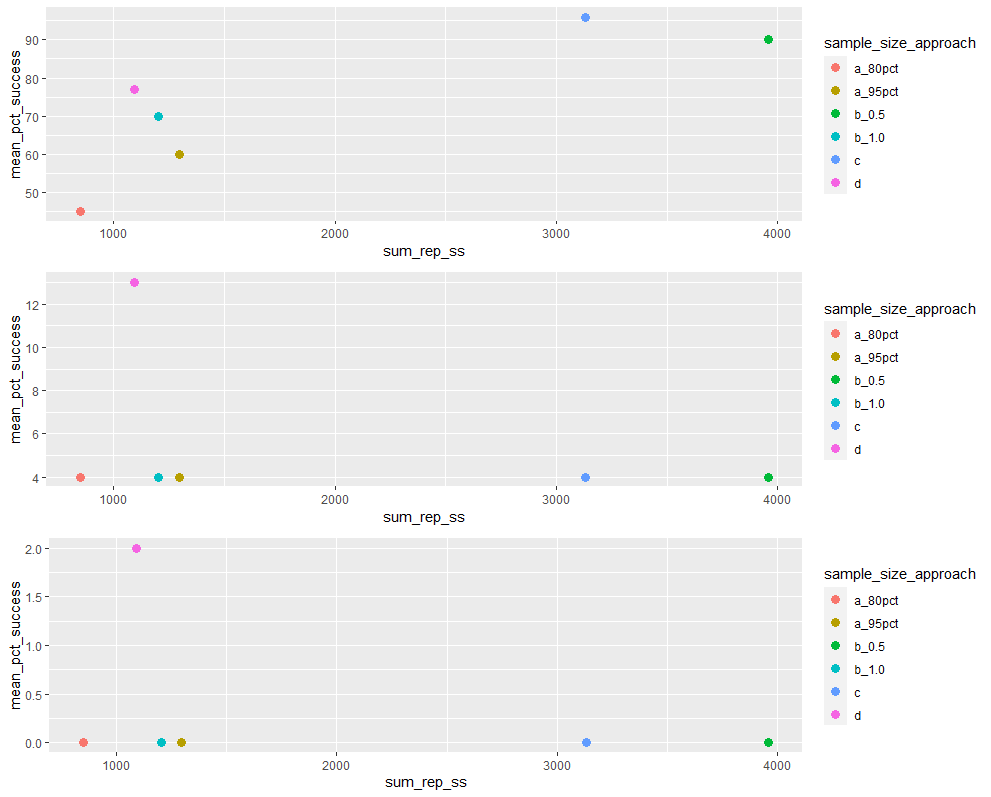 mean_pct_success
90
80
70
60
50
1000 2000 3000 4000
sum_rep_ss
sample_size_approach
a_80pct
a_95pct
b_0.5
b_1.0
c
d
mean_pct_success
12
10
8
6
4
1000 2000 3000 4000
sum_rep_ss
sample_size_approach
a_80pct
a_95pct
b_0.5
b_1.0
c
d
mean_pct_success
2.0
1.5
1.0
0.5
0.0
1000 2000 3000 4000
sum_rep_ss
sample_size_approach
a_80pct
a_95pct
b_0.5
b_1.0
c
d